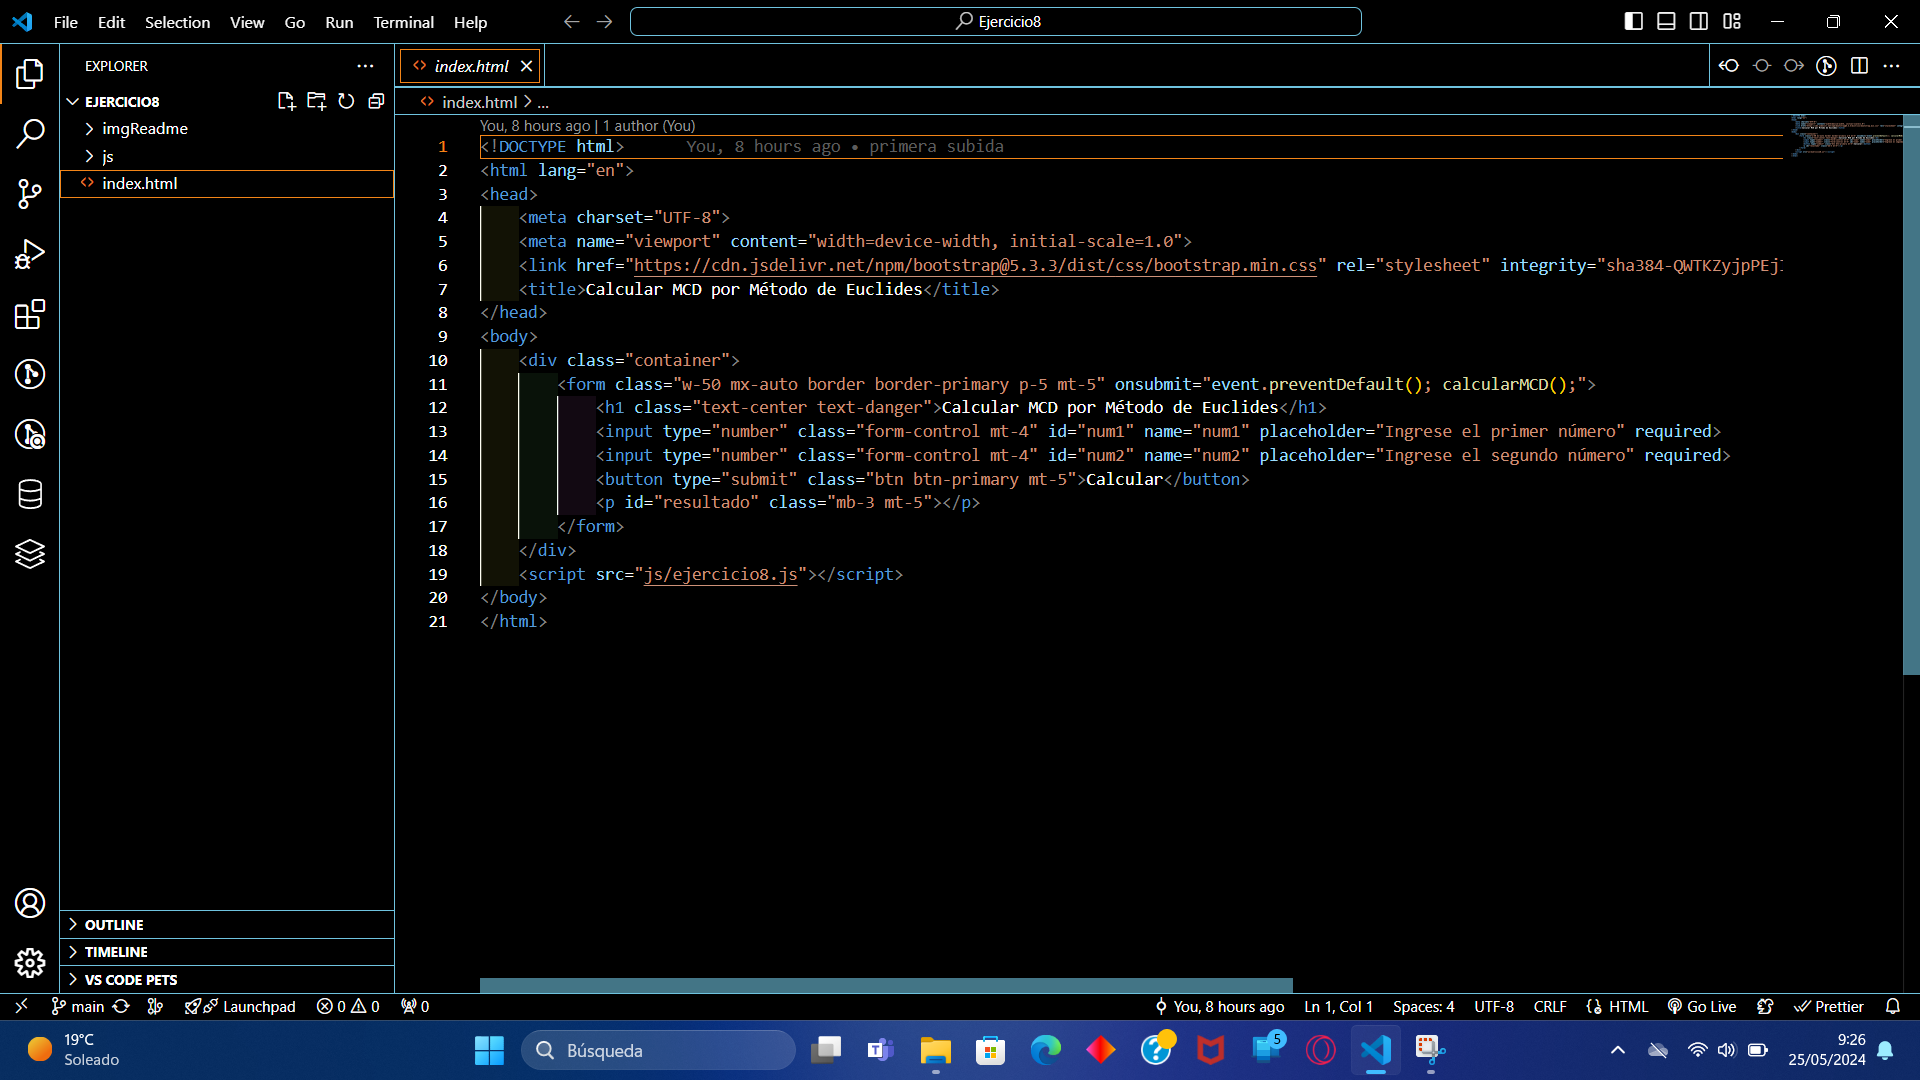 File Edit Selection View Go Run Terminal Help
Ejercicio8
EXPLORER
index.html
EJERCICIO8
index.html > ...
imgReadme
js
index.html
You, 8 hours ago | 1 author (You)
1 <!DOCTYPE html> You, 8 hours ago • primera subida
2 <html lang="en">
3 <head>
4 <meta charset="UTF-8">
5 <meta name="viewport" content="width=device-width, initial-scale=1.0">
6 <link href="https://cdn.jsdelivr.net/npm/bootstrap@5.3.3/dist/css/bootstrap.min.css" rel="stylesheet" integrity="sha384-QWTKZyjpPEj
7 <title>Calcular MCD por Método de Euclides</title>
8 </head>
9 <body>
10 <div class="container">
11 <form class="w-50 mx-auto border border-primary p-5 mt-5" onsubmit="event.preventDefault(); calcularMCD();">
12 <h1 class="text-center text-danger">Calcular MCD por Método de Euclides</h1>
13 <input type="number" class="form-control mt-4" id="num1" name="num1" placeholder="Ingrese el primer número" required>
14 <input type="number" class="form-control mt-4" id="num2" name="num2" placeholder="Ingrese el segundo número" required>
15 <button type="submit" class="btn btn-primary mt-5">Calcular</button>
16 <p id="resultado" class="mb-3 mt-5"></p>
17 </form>
18 </div>
19 <script src="js/ejercicio8.js"></script>
20 </body>
21 </html>
OUTLINE
TIMELINE
VS CODE PETS
main Launchpad 0 0 0 You, 8 hours ago Ln 1, Col 1 Spaces: 4 UTF-8 CRLF HTML Go Live Prettier
19°C
Soleado
Búsqueda
5
9:26
25/05/2024